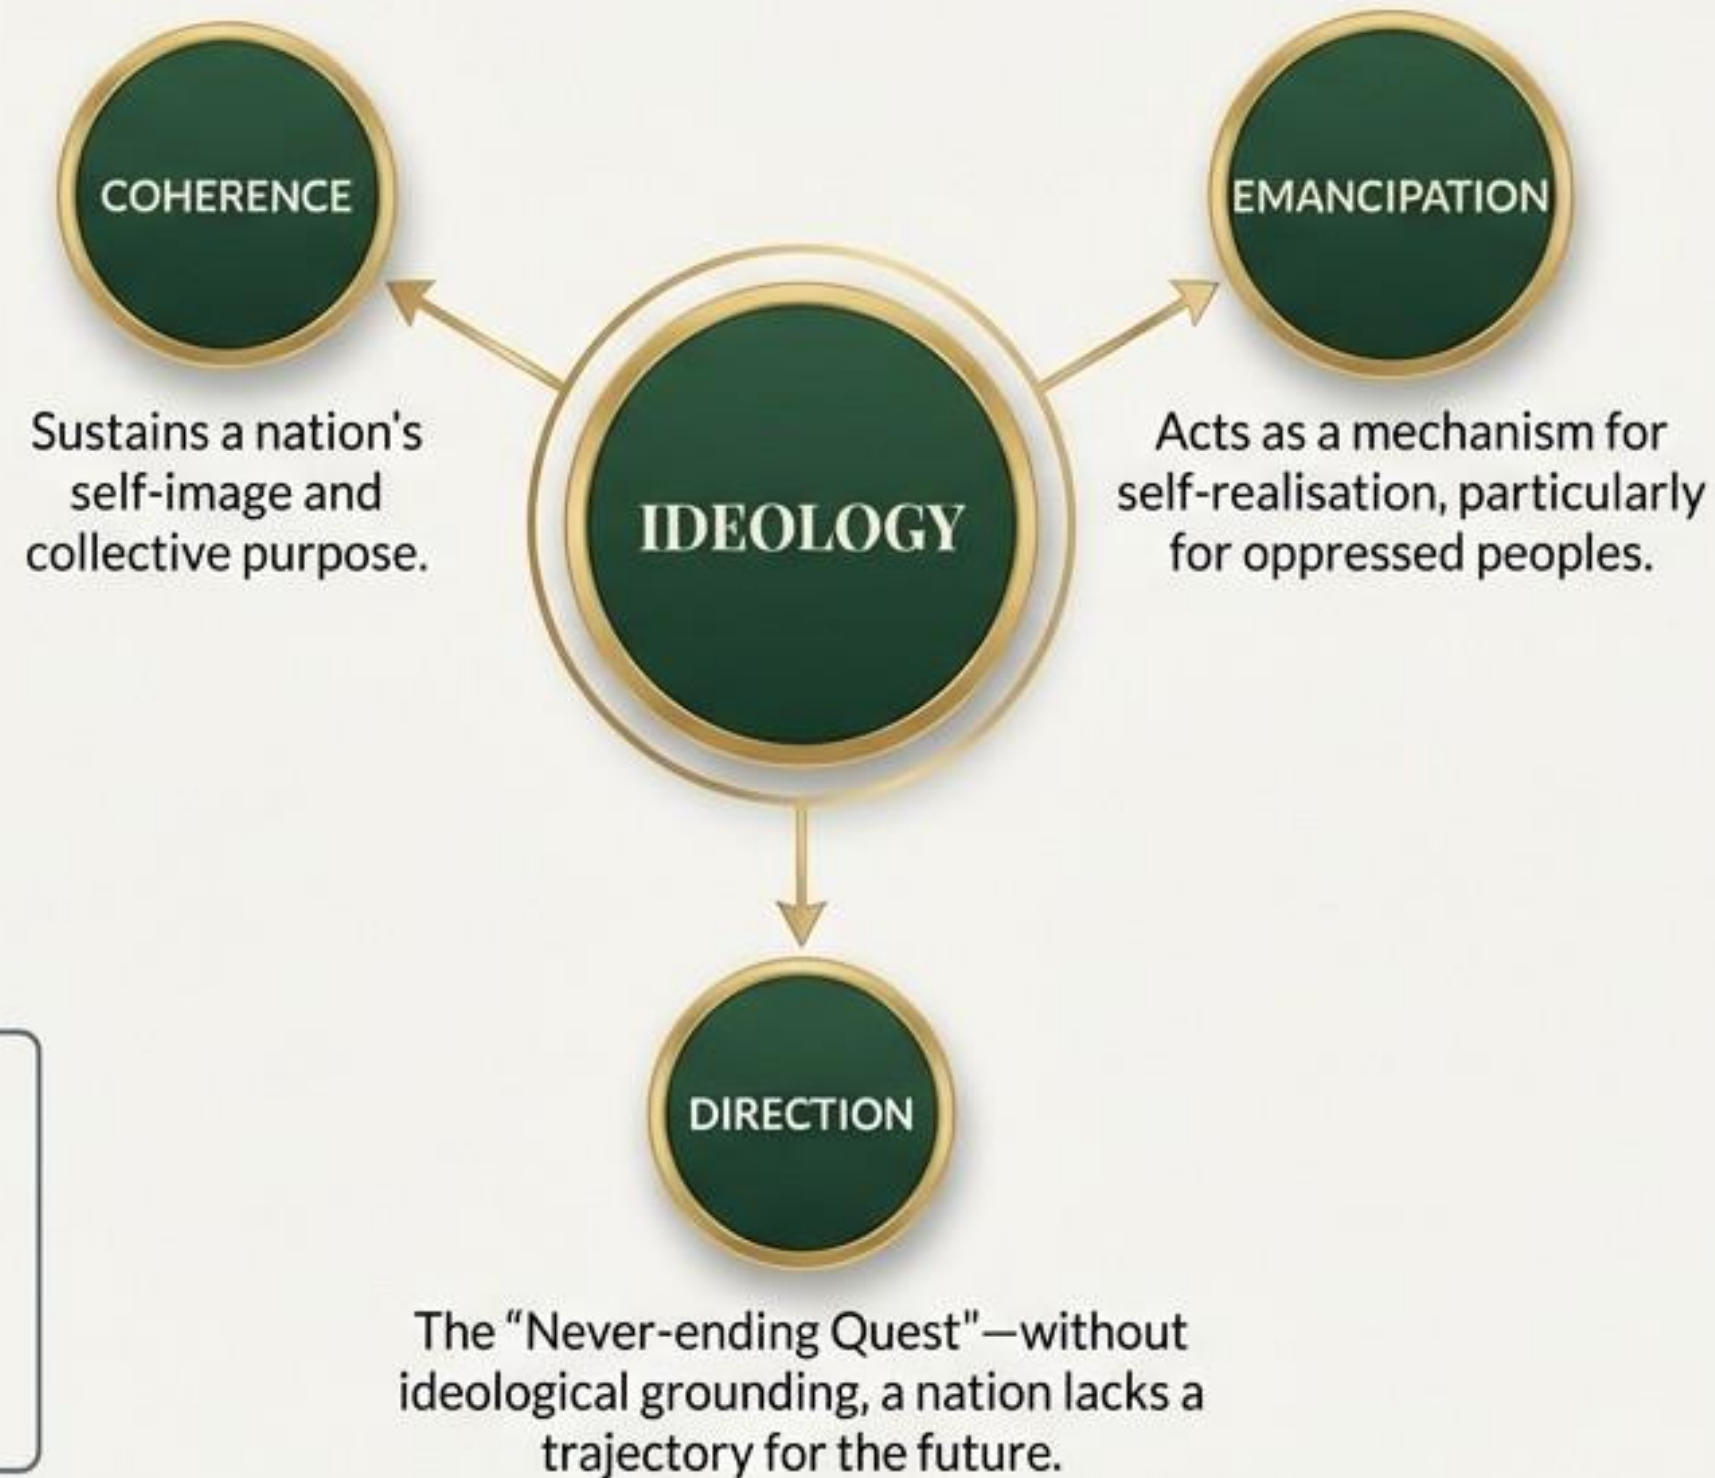 COHERENCE
Sustains a nation's
self-image and
collective purpose.
EMANCIPATION
Acts as a mechanism for
self-realisation, particularly
for oppressed peoples.
IDEOLOGY
DIRECTION
The “Never-ending Quest”—without
ideological grounding, a nation lacks a
trajectory for the future.